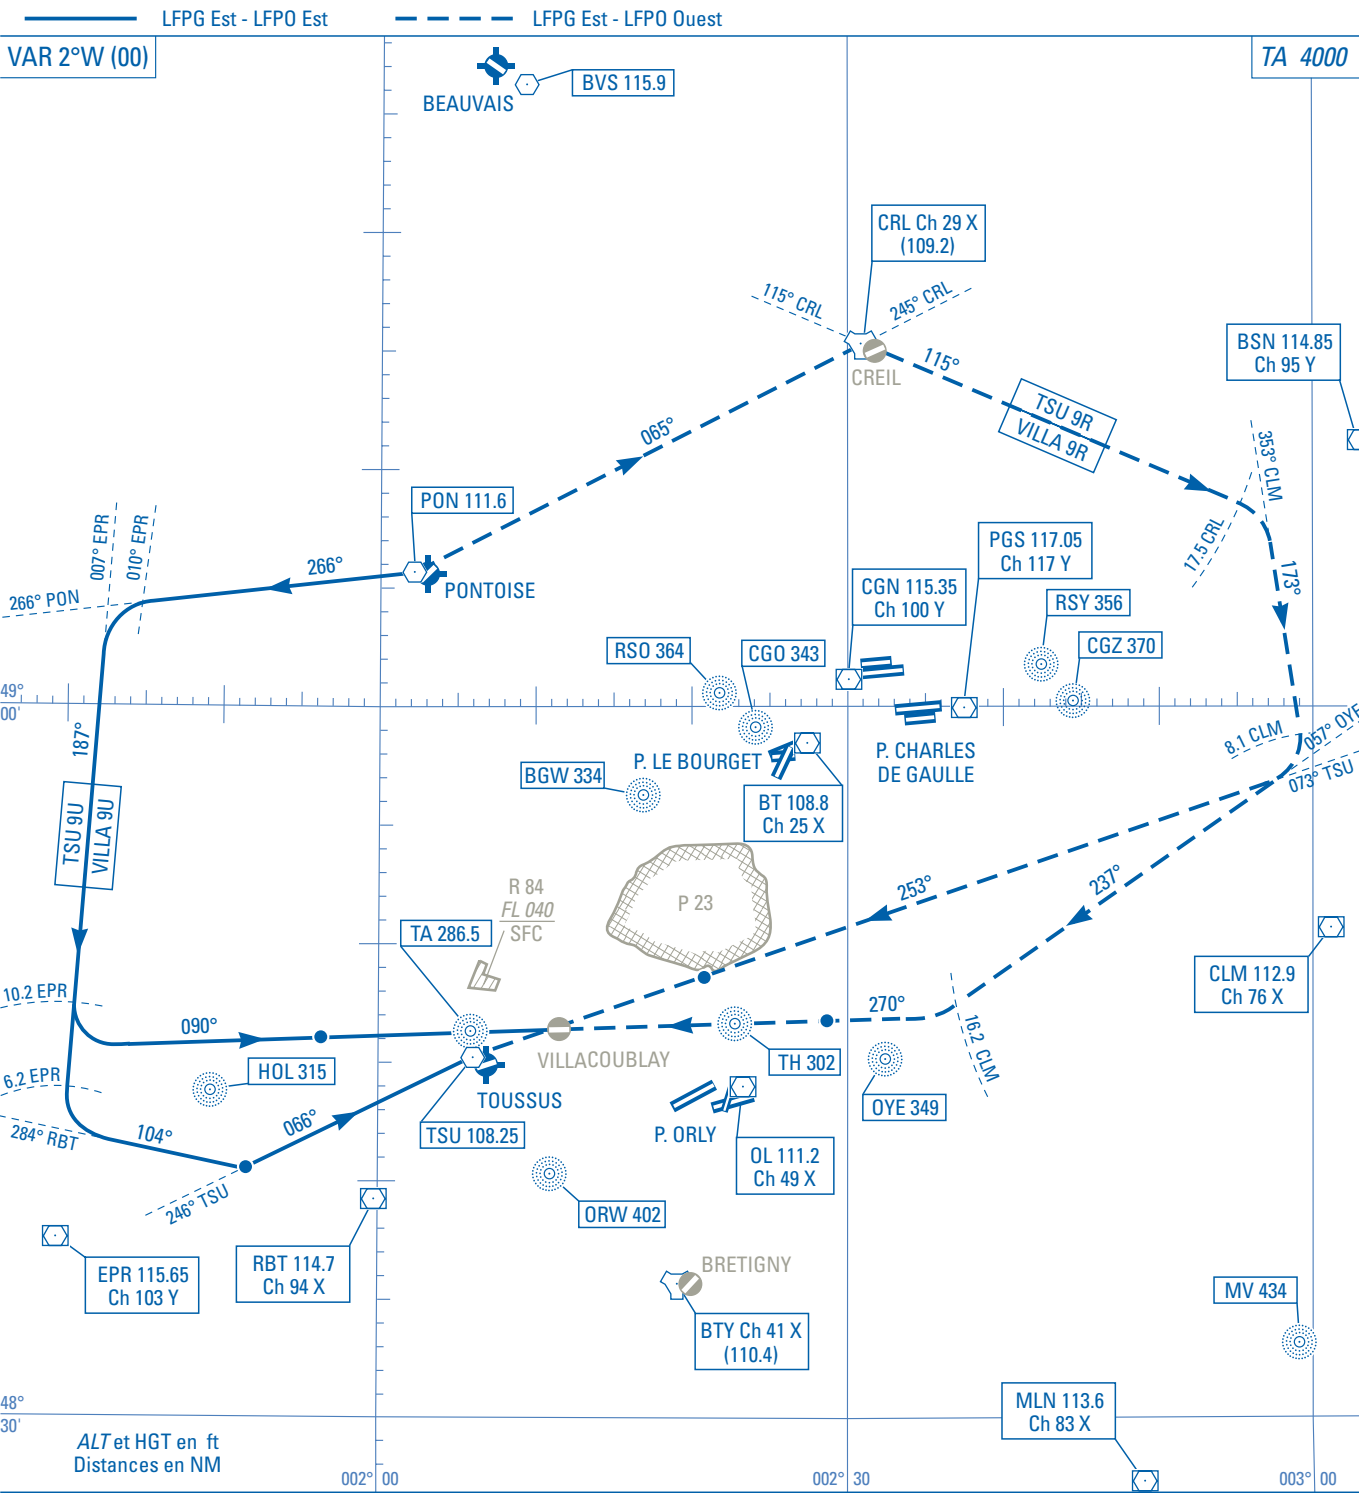 LFPG Est - LFPO Est
LFPG Est - LFPO Ouest
VAR 2°W (00)
TA 4000
BVS 115.9
BEAUVAIS
CRL Ch 29 X
(109.2)
115° CRL
245° CRL
CREIL
115°
BSN 114.85
Ch 95 Y
TSU 9R
VILLA 9R
065°
353° CLM
17.5 CRL
PON 111.6
007° EPR
010° EPR
266°
266° PON
PONTOISE
PGS 117.05
Ch 117 Y
173°
CGN 115.35
Ch 100 Y
RSY 356
RSO 364
CGO 343
CGZ 370
49°
00'
187°
8.1 CLM
057° OYE
073° TSU
P. LE BOURGET
P. CHARLES
DE GAULLE
BGW 334
BT 108.8
Ch 25 X
TSU 9U
VILLA 9U
R 84
FL 040
SFC
P 23
253°
237°
TA 286.5
CLM 112.9
Ch 76 X
10.2 EPR
090°
270°
16.2 CLM
VILLACOUBLAY
TH 302
6.2 EPR
HOL 315
TOUSSUS
OYE 349
284° RBT
104°
066°
TSU 108.25
P. ORLY
OL 111.2
Ch 49 X
246° TSU
ORW 402
EPR 115.65
Ch 103 Y
RBT 114.7
Ch 94 X
BRETIGNY
MV 434
BTY Ch 41 X
(110.4)
48°
30'
MLN 113.6
Ch 83 X
ALT et HGT en ft
Distances en NM
002° 00
002° 30
003° 00